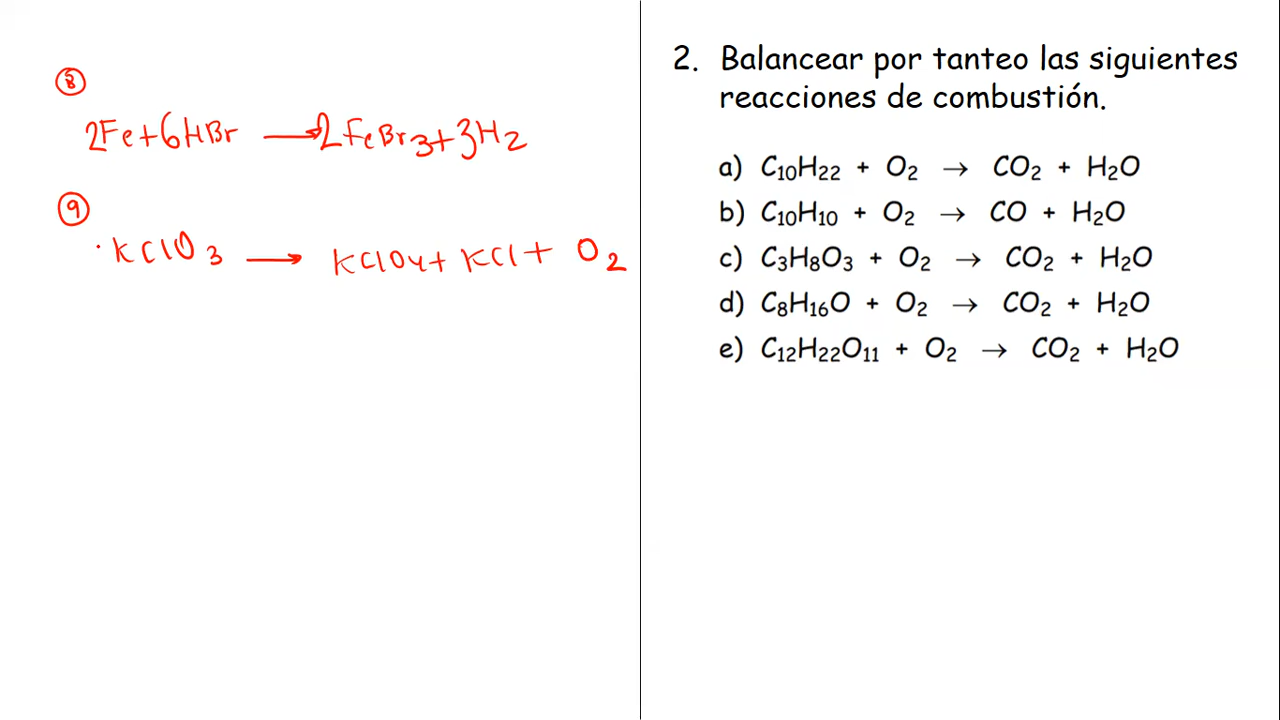 8
2Fe+6HBr → 2FeBr3+3H2
9
KClO3 → KClO4+ KCl + O2
2. Balancear por tanteo las siguientes
reacciones de combustión.
a) C10H22 + O2 → CO2 + H2O
b) C10H10 + O2 → CO + H2O
c) C3H8O3 + O2 → CO2 + H2O
d) C8H16O + O2 → CO2 + H2O
e) C12H22O11 + O2 → CO2 + H2O